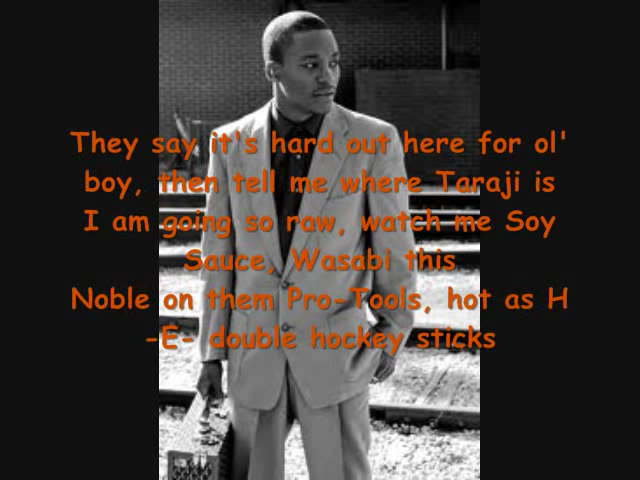 They say it's hard out here for ol'
boy, then tell me where Taraji is
I am going so raw, watch me Soy
Sauce, Wasabi this
Noble on them Pro-Tools, hot as H
-E- double hockey sticks